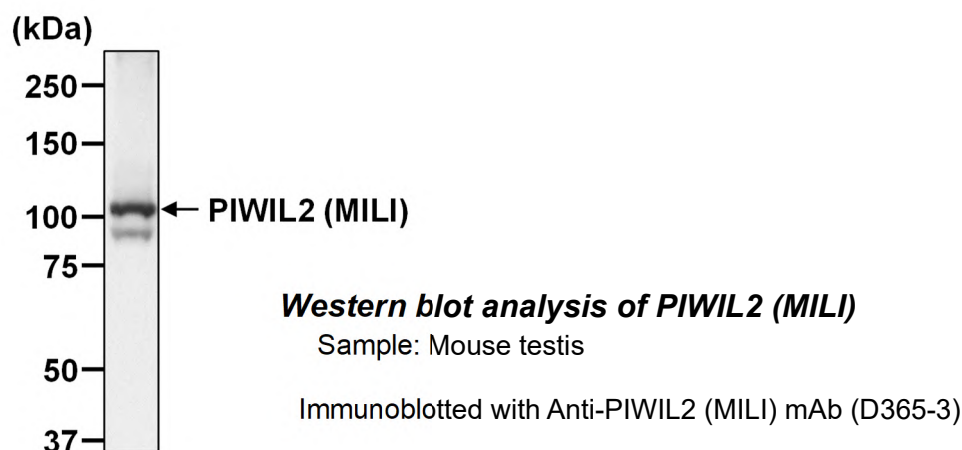 (kDa)
250
150
100
PIWIL2 (MILI)
75
Western blot analysis of PIWIL2 (MILI)
Sample: Mouse testis
50
Immunoblotted with Anti-PIWIL2 (MILI) mAb (D365-3)
37